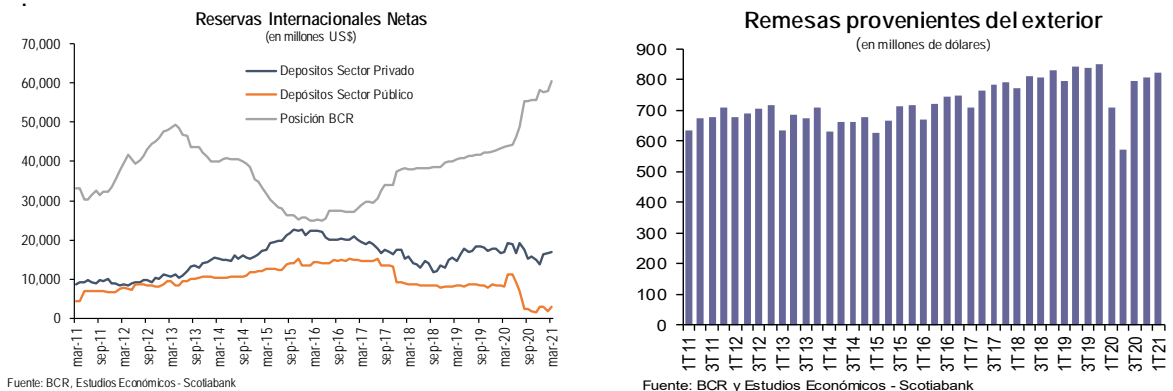 Reservas Internacionales Netas
(en millones US$)
70,000
60,000
50,000
40,000
30,000
20,000
10,000
0
Depositos Sector Privado
Depósitos Sector Público
Posición BCR
mar-11
sep-11
mar-12
sep-12
mar-13
sep-13
mar-14
sep-14
mar-15
sep-15
mar-16
sep-16
mar-17
sep-17
mar-18
sep-18
mar-19
sep-19
mar-20
sep-20
mar-21
Fuente: BCR, Estudios Económicos - Scotiabank
Remesas provenientes del exterior
(en millones de dólares)
900
800
700
600
500
400
300
200
100
0
1T11
3T11
1T12
3T12
1T13
3T13
1T14
3T14
1T15
3T15
1T16
3T16
1T17
3T17
1T18
3T18
1T19
3T19
1T20
3T20
1T21
Fuente: BCR y Estudios Económicos - Scotiabank